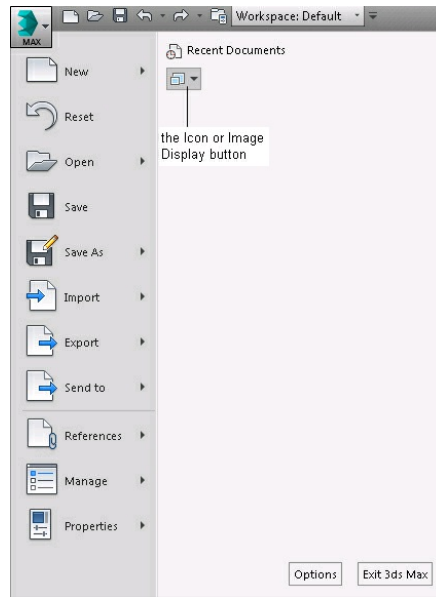 Workspace: Default
MAX
Recent Documents
New
the Icon or Image
Display button
Reset
Open
Save
Save As
Import
Export
Send to
References
Manage
Properties
Options
Exit 3ds Max